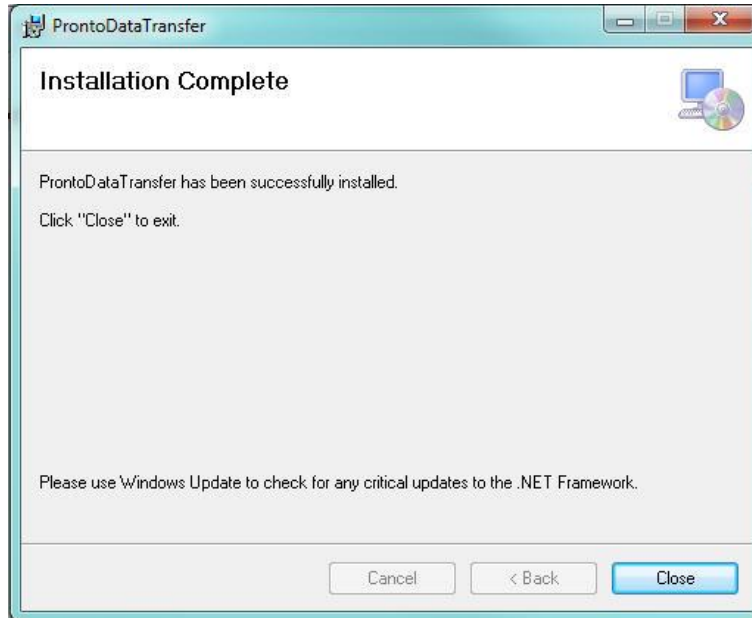 ProntoDataTransfer
Installation Complete
ProntoDataTransfer has been successfully installed.
Click "Close" to exit.
Please use Windows Update to check for any critical updates to the .NET Framework.
Cancel
< Back
Close